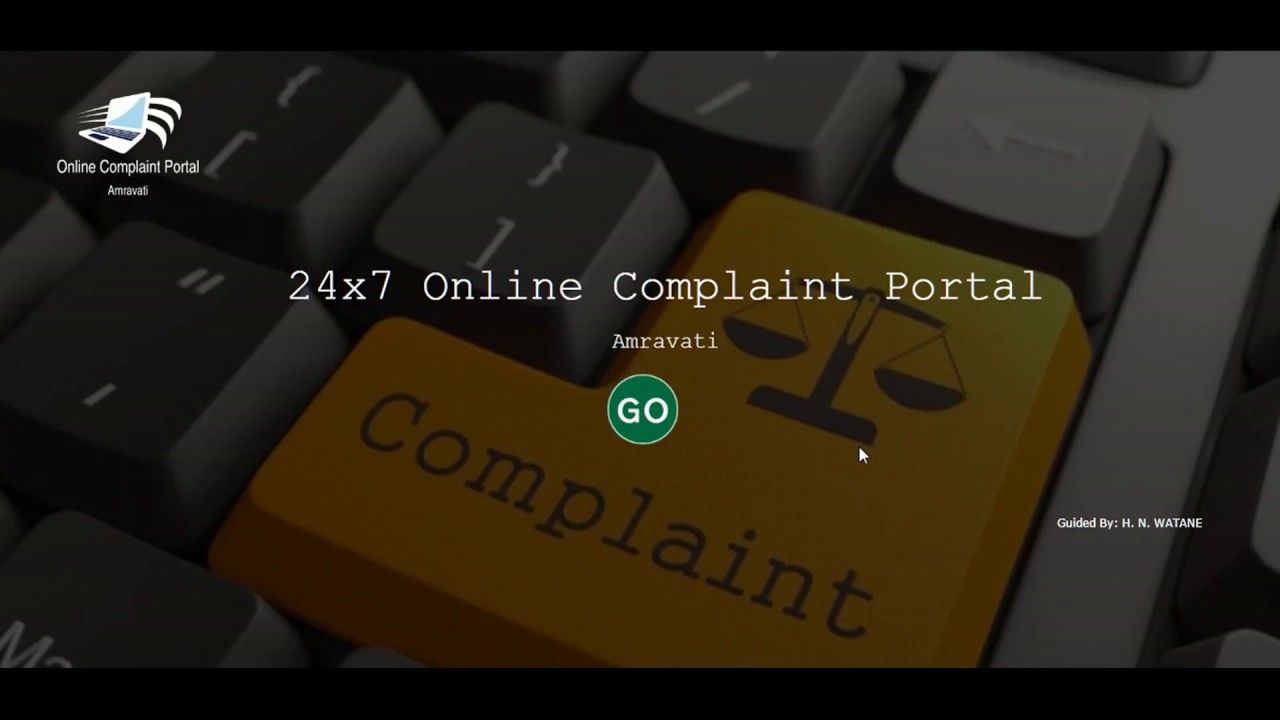 Online Complaint Portal
Amravati
24x7 Online Complaint Portal
Amravati
GO
Complaint
Guided By: H. N. WATANE
{
[
}
]
"
'